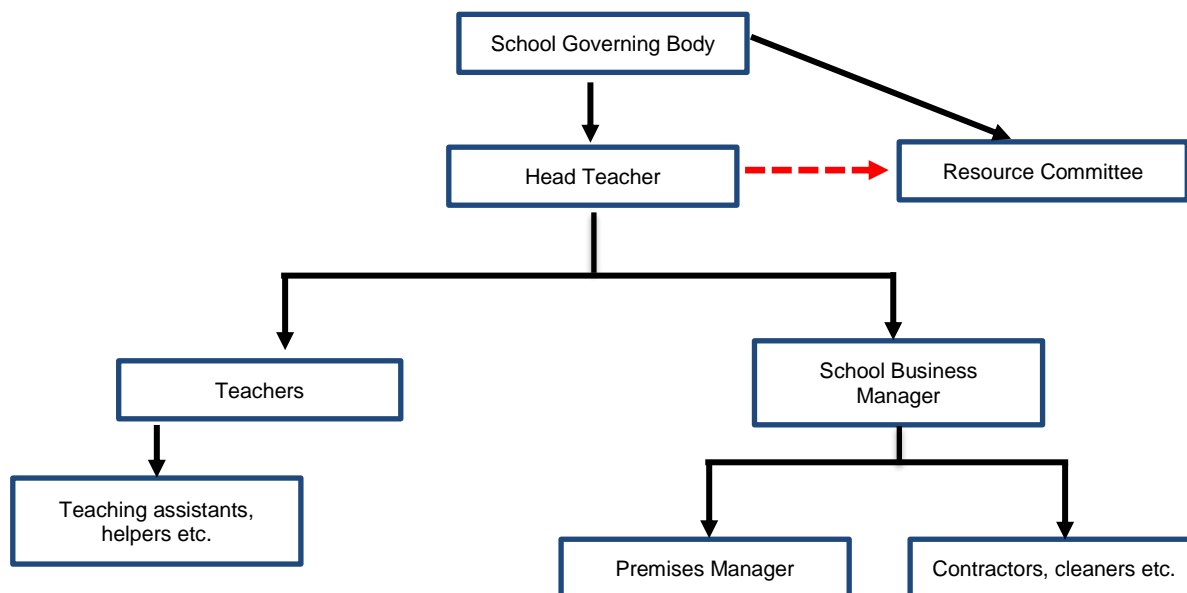 School Governing Body
Head Teacher
Resource Committee
Teachers
School Business
Manager
Teaching assistants,
helpers etc.
Premises Manager
Contractors, cleaners etc.